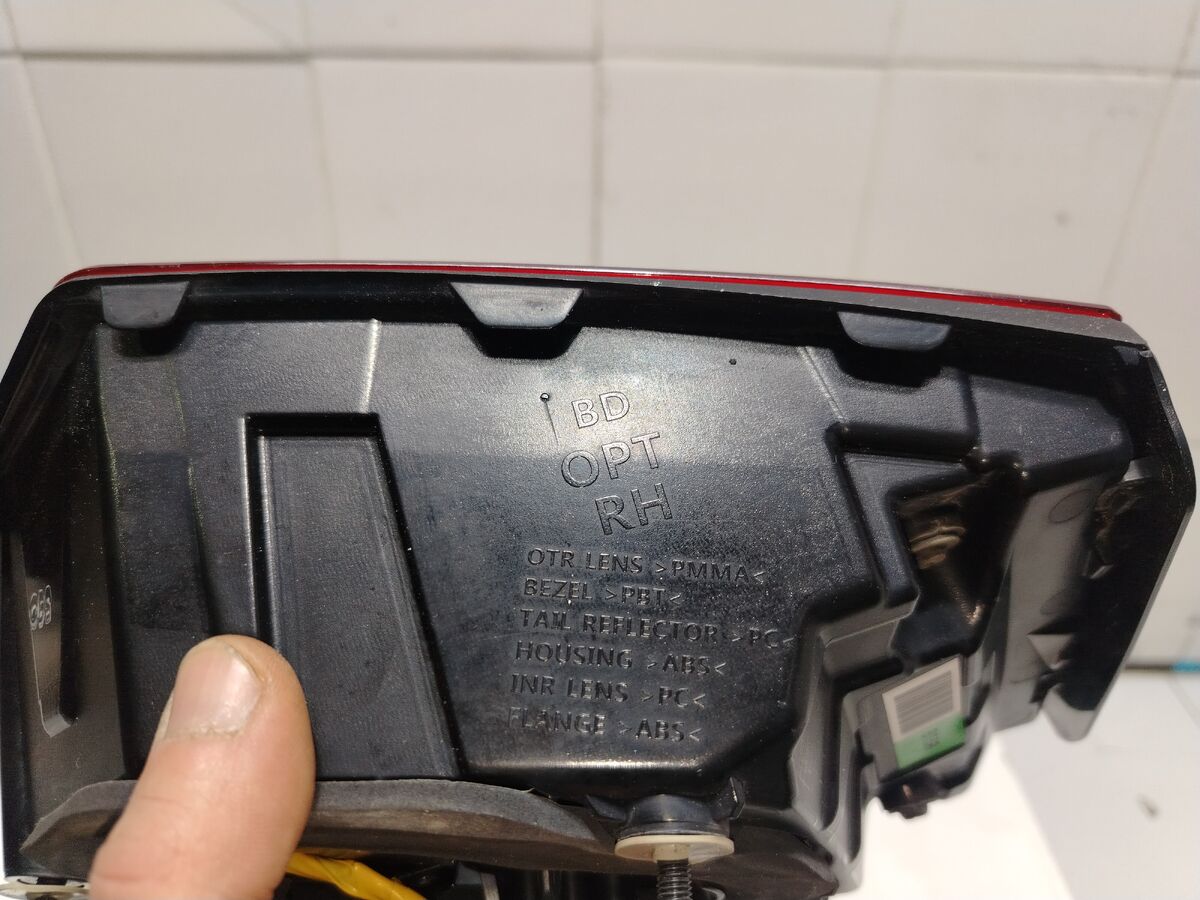 BD
OPT
RH
OTR LENS >PMMA<
BEZEL >PBT<
TAIL REFLECTOR >PC<
HOUSING >ABS<
INR LENS >PC<
FLANGE >ABS<